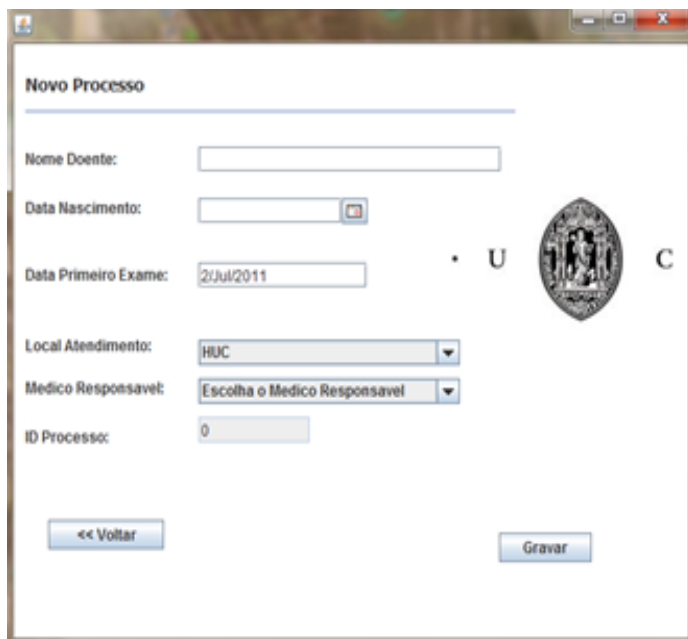 Novo Processo
Nome Doente:
Data Nascimento:
Data Primeiro Exame: 2/Jul/2011
· U C
Local Atendimento: HUC
Medico Responsavel: Escolha o Medico Responsavel
ID Processo: 0
<< Voltar
Gravar